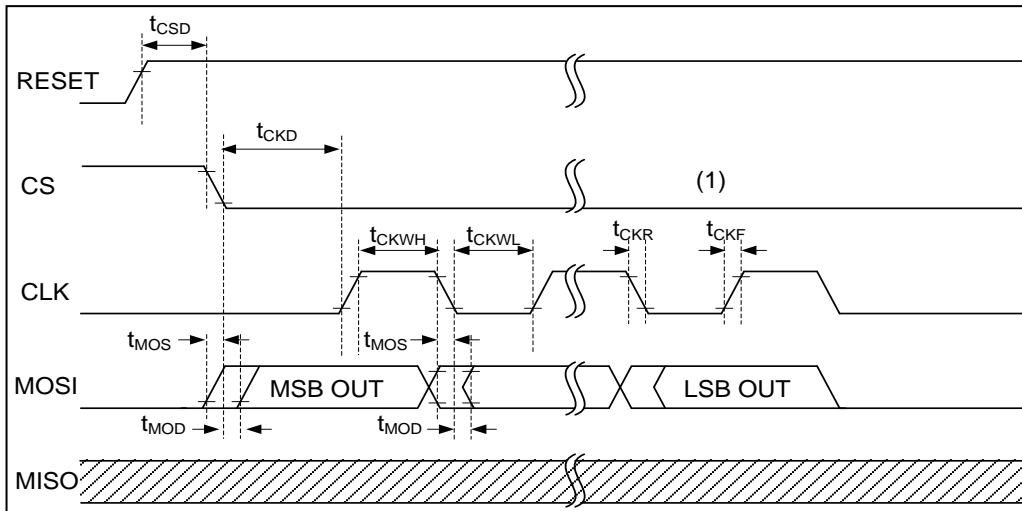 tCSD
RESET
tCKD
CS
(1)
tCKWH
tCKWL
tCKR
tCKF
CLK
tMOS
tMOS
MOSI
MSB OUT
LSB OUT
tMOD
tMOD
MISO